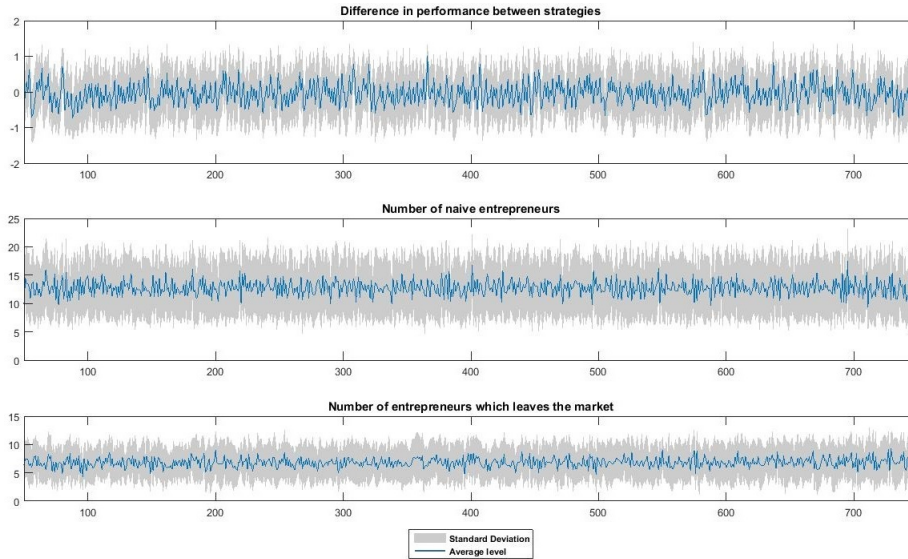 Difference in performance between strategies
2
1
0
-1
-2
100 200 300 400 500 600 700
Number of naive entrepreneurs
25
20
15
10
5
0
100 200 300 400 500 600 700
Number of entrepreneurs which leaves the market
15
10
5
0
100 200 300 400 500 600 700
Standard Deviation
Average level